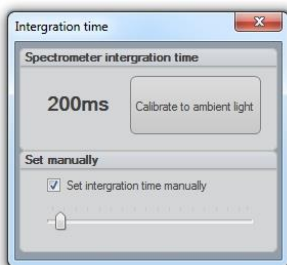 Intergration time
Spectrometer intergration time
200ms
Calibrate to ambient light
Set manually
Set intergration time manually